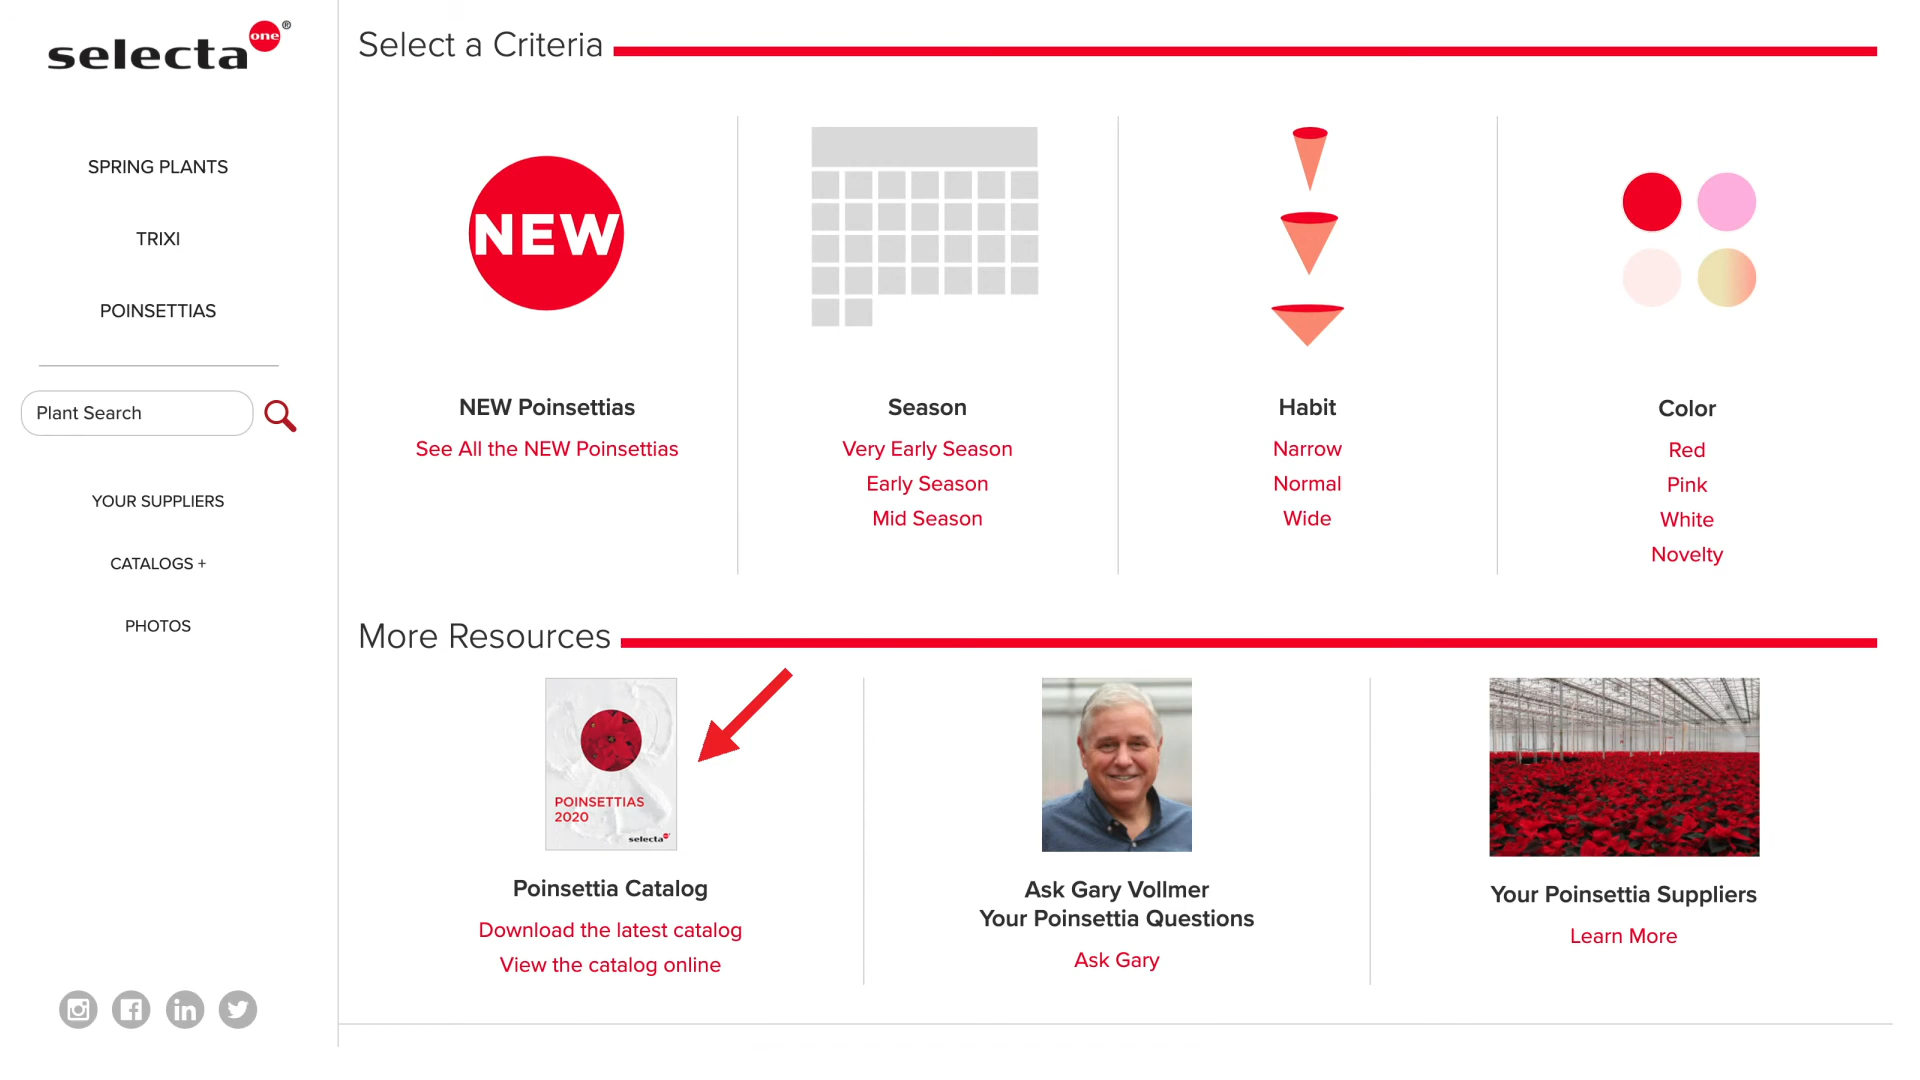 selecta one®
SPRING PLANTS
TRIXI
POINSETTIAS
Plant Search
YOUR SUPPLIERS
CATALOGS +
PHOTOS
Select a Criteria
NEW
NEW Poinsettias
See All the NEW Poinsettias
Season
Very Early Season
Early Season
Mid Season
Habit
Narrow
Normal
Wide
Color
Red
Pink
White
Novelty
More Resources
POINSETTIAS
2020
selecta
Poinsettia Catalog
Download the latest catalog
View the catalog online
Ask Gary Vollmer
Your Poinsettia Questions
Ask Gary
Your Poinsettia Suppliers
Learn More
in